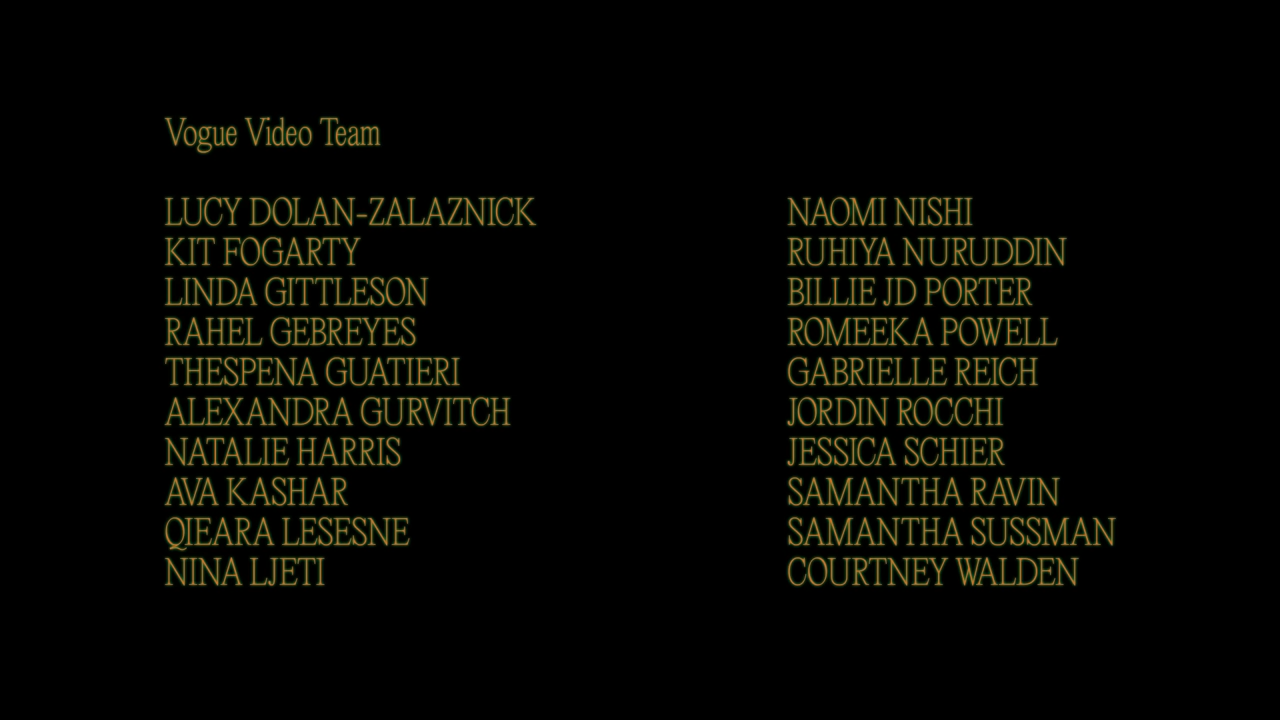 Vogue Video Team
LUCY DOLAN-ZALAZNICK
KIT FOGARTY
LINDA GITTLESON
RAHEL GEBREYES
THESPENA GUATIERI
ALEXANDRA GURVITCH
NATALIE HARRIS
AVA KASHAR
QIEARA LESESNE
NINA LJETI
NAOMI NISHI
RUHIYA NURUDDIN
BILLIE JD PORTER
ROMEEKA POWELL
GABRIELLE REICH
JORDIN ROCCHI
JESSICA SCHIER
SAMANTHA RAVIN
SAMANTHA SUSSMAN
COURTNEY WALDEN